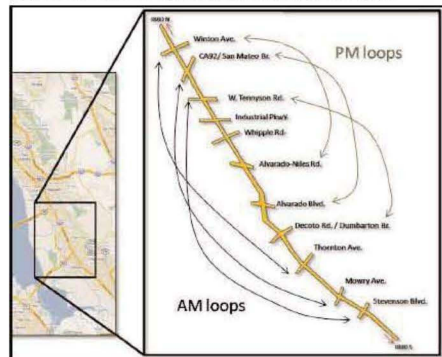 I880 N.
Winton Ave.
CA92/ San Mateo Br.
PM loops
W. Tennyson Rd.
Industrial Pkwy.
Whipple Rd.
Alvarado-Niles Rd.
Alvarado Blvd.
Decoto Rd. / Dumbarton Br.
Thornton Ave.
AM loops
Mowry Ave.
Stevenson Blvd.
I880 S.